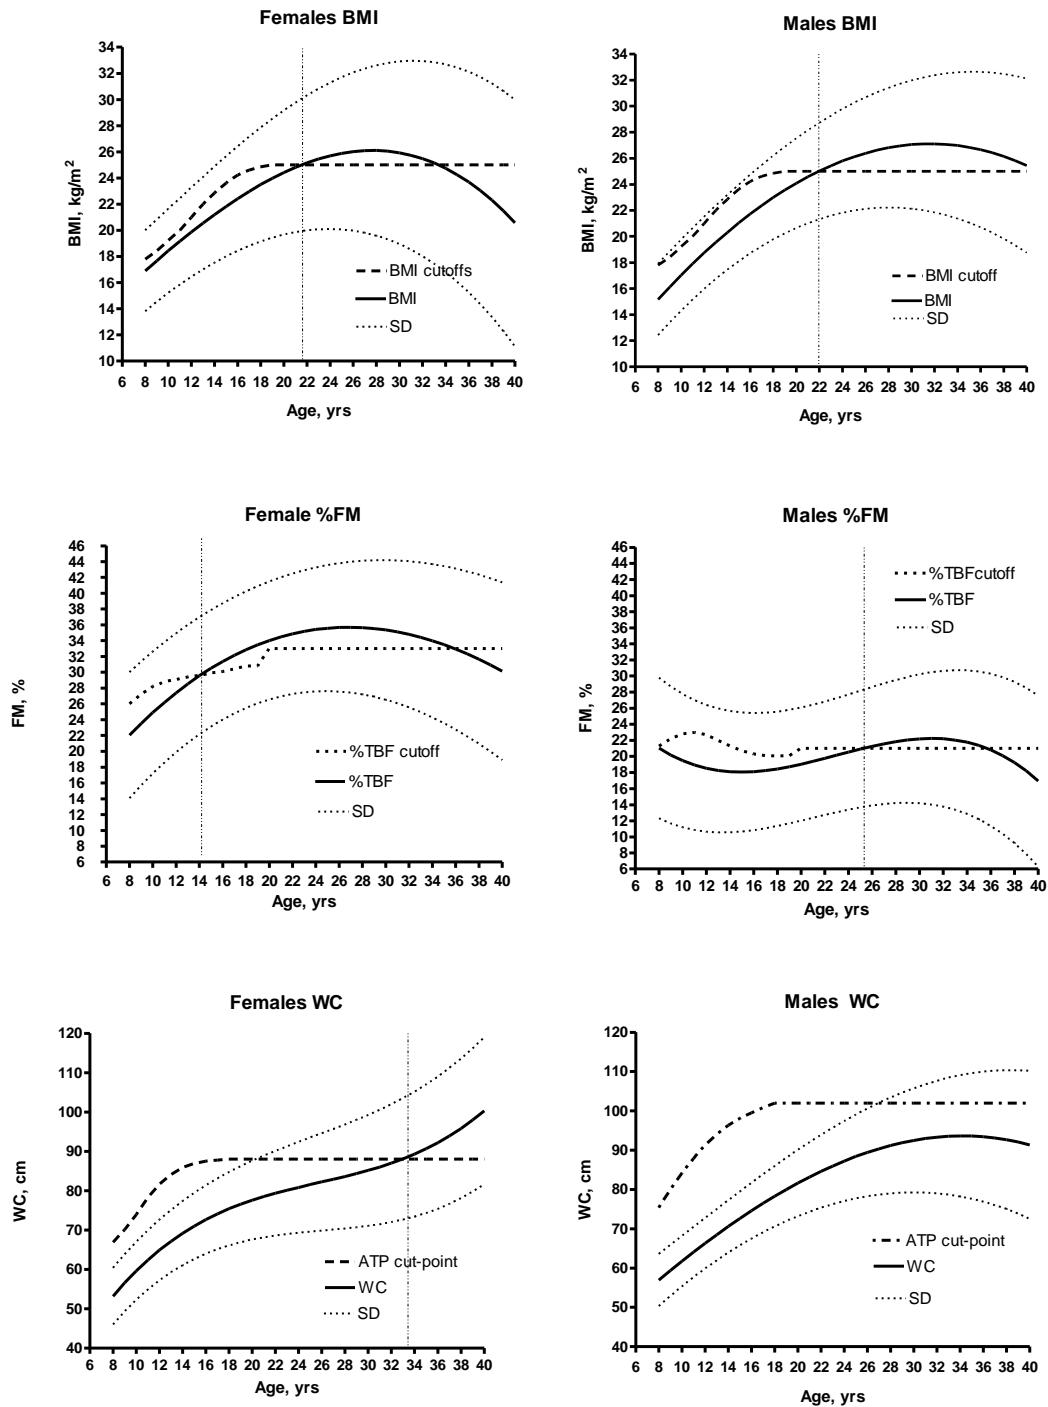 Females BMI
BMI, kg/m2
34
32
30
28
26
24
22
20
18
16
14
12
10
BMI cutoffs
BMI
SD
6 8 10 12 14 16 18 20 22 24 26 28 30 32 34 36 38 40
Age, yrs
Males BMI
BMI, kg/m2
34
32
30
28
26
24
22
20
18
16
14
12
10
BMI cutoff
BMI
SD
6 8 10 12 14 16 18 20 22 24 26 28 30 32 34 36 38 40
Age, yrs
Female %FM
FM, %
46
44
42
40
38
36
34
32
30
28
26
24
22
20
18
16
14
12
10
8
6
%TBF cutoff
%TBF
SD
6 8 10 12 14 16 18 20 22 24 26 28 30 32 34 36 38 40
Age, yrs
Males %FM
FM, %
46
44
42
40
38
36
34
32
30
28
26
24
22
20
18
16
14
12
10
8
6
%TBFcutoff
%TBF
SD
6 8 10 12 14 16 18 20 22 24 26 28 30 32 34 36 38 40
Age, yrs
Females WC
WC, cm
120
110
100
90
80
70
60
50
40
ATP cut-point
WC
SD
6 8 10 12 14 16 18 20 22 24 26 28 30 32 34 36 38 40
Age, yrs
Males WC
WC, cm
120
110
100
90
80
70
60
50
40
ATP cut-point
WC
SD
6 8 10 12 14 16 18 20 22 24 26 28 30 32 34 36 38 40
Age, yrs